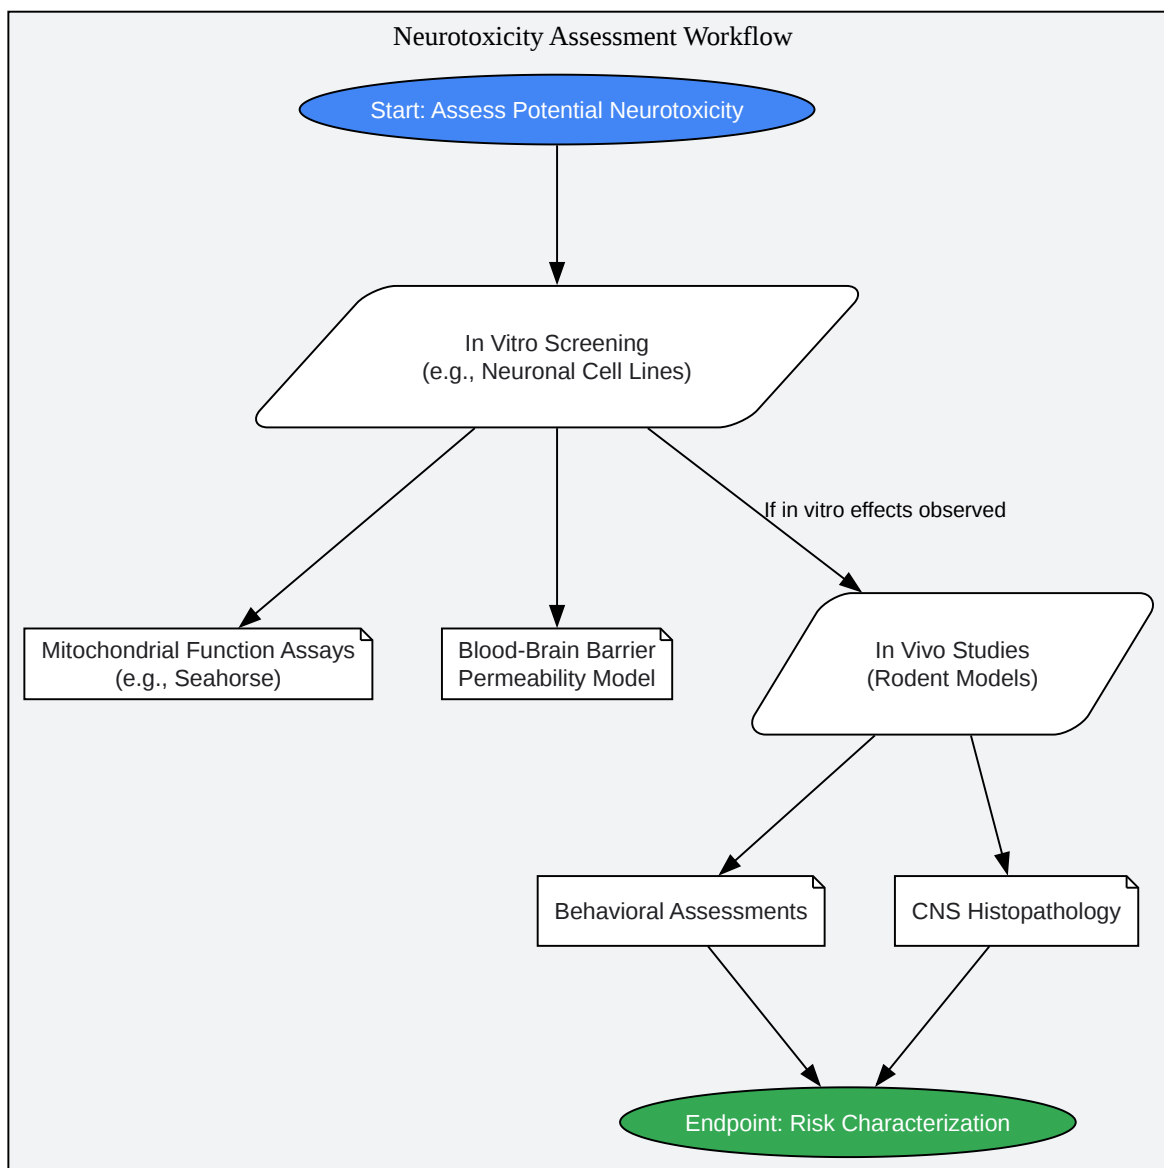 Neurotoxicity Assessment Workflow
Start: Assess Potential Neurotoxicity
In Vitro Screening
(e.g., Neuronal Cell Lines)
If in vitro effects observed
Mitochondrial Function Assays
(e.g., Seahorse)
Blood-Brain Barrier
Permeability Model
In Vivo Studies
(Rodent Models)
Behavioral Assessments
CNS Histopathology
Endpoint: Risk Characterization